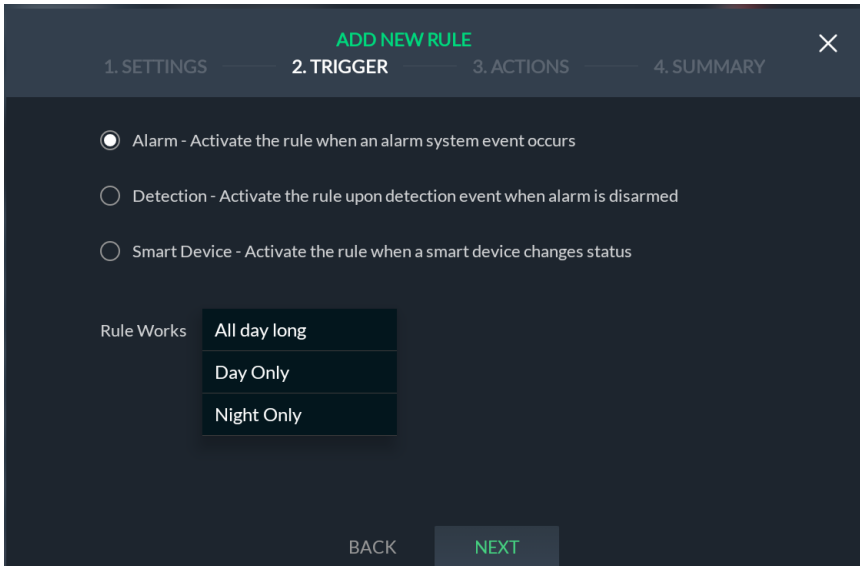 ADD NEW RULE
1. SETTINGS 2. TRIGGER 3. ACTIONS 4. SUMMARY
Alarm - Activate the rule when an alarm system event occurs
Detection - Activate the rule upon detection event when alarm is disarmed
Smart Device - Activate the rule when a smart device changes status
Rule Works All day long
Day Only
Night Only
BACK NEXT